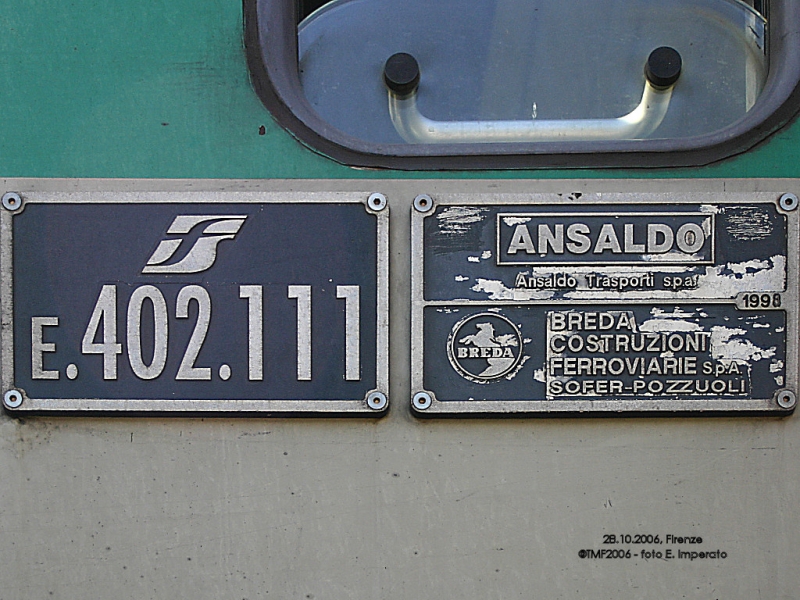 E.402.111
ANSALDO
Ansaldo Trasporti s.p.a.
1998
BREDA
BREDA
COSTRUZIONI
FERROVIARIE S.P.A.
SOFER-POZZUOLI
28.10.2006, Firenze
©TMF2006 - foto E. Imperato